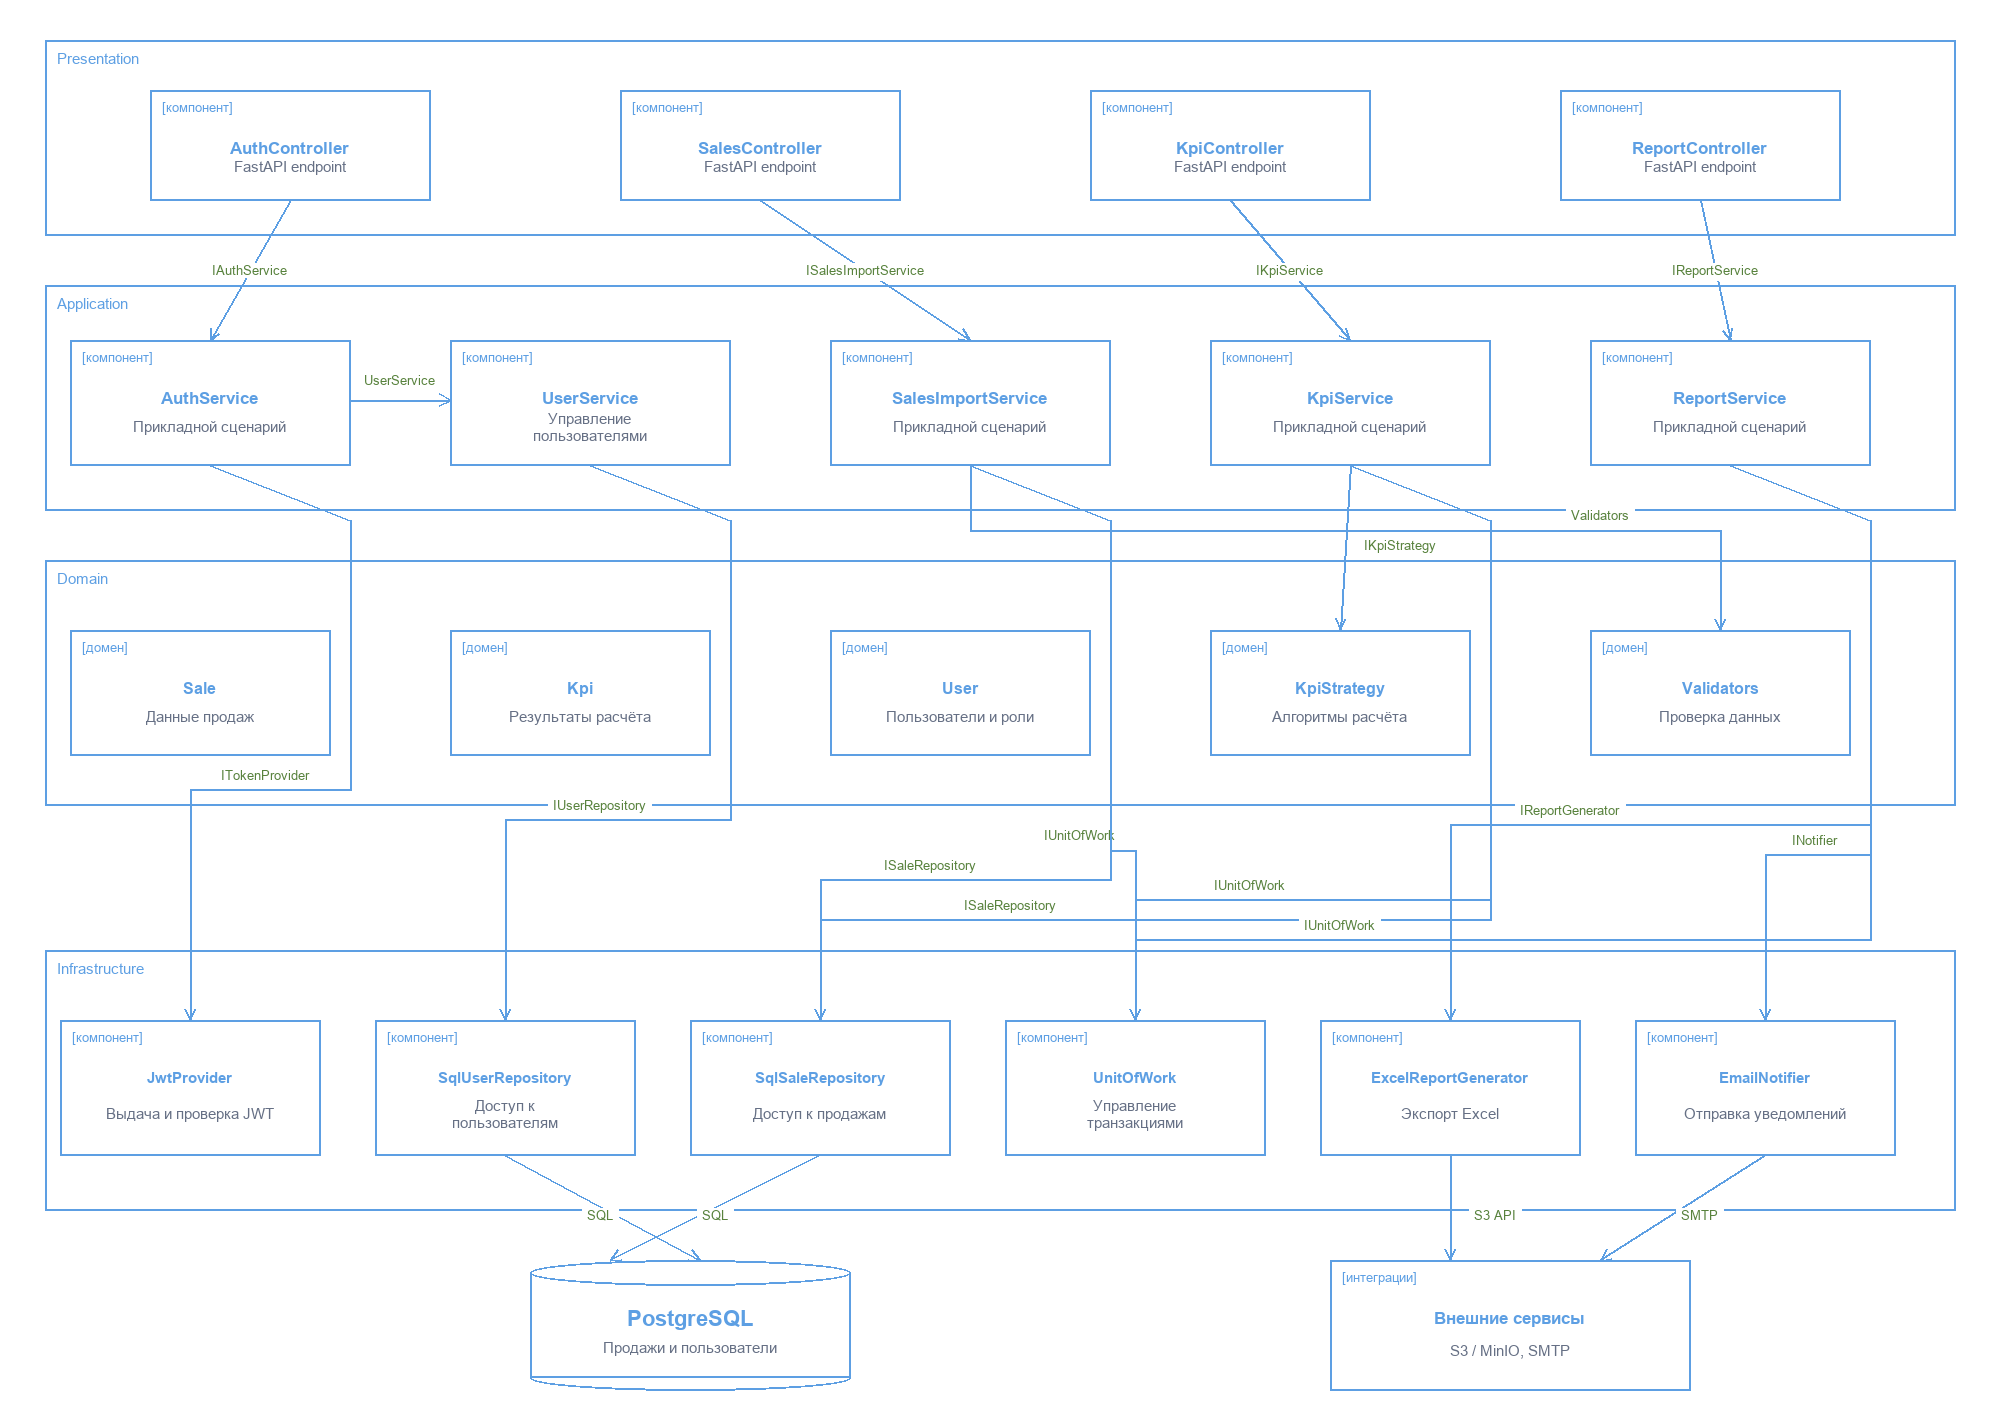 Presentation
[компонент]
AuthController
FastAPI endpoint
[компонент]
SalesController
FastAPI endpoint
[компонент]
KpiController
FastAPI endpoint
[компонент]
ReportController
FastAPI endpoint
IAuthService
ISalesImportService
IKpiService
IReportService
Application
[компонент]
AuthService
Прикладной сценарий
UserService
[компонент]
UserService
Управление
пользователями
[компонент]
SalesImportService
Прикладной сценарий
[компонент]
KpiService
Прикладной сценарий
[компонент]
ReportService
Прикладной сценарий
Validators
IKpiStrategy
Domain
[домен]
Sale
Данные продаж
[домен]
Kpi
Результаты расчёта
[домен]
User
Пользователи и роли
[домен]
KpiStrategy
Алгоритмы расчёта
[домен]
Validators
Проверка данных
ITokenProvider
IUserRepository
IReportGenerator
IUnitOfWork
INotifier
ISaleRepository
IUnitOfWork
ISaleRepository
IUnitOfWork
Infrastructure
[компонент]
JwtProvider
Выдача и проверка JWT
[компонент]
SqlUserRepository
Доступ к
пользователям
[компонент]
SqlSaleRepository
Доступ к продажам
[компонент]
UnitOfWork
Управление
транзакциями
[компонент]
ExcelReportGenerator
Экспорт Excel
[компонент]
EmailNotifier
Отправка уведомлений
SQL
SQL
S3 API
SMTP
PostgreSQL
Продажи и пользователи
[интеграции]
Внешние сервисы
S3 / MinIO, SMTP